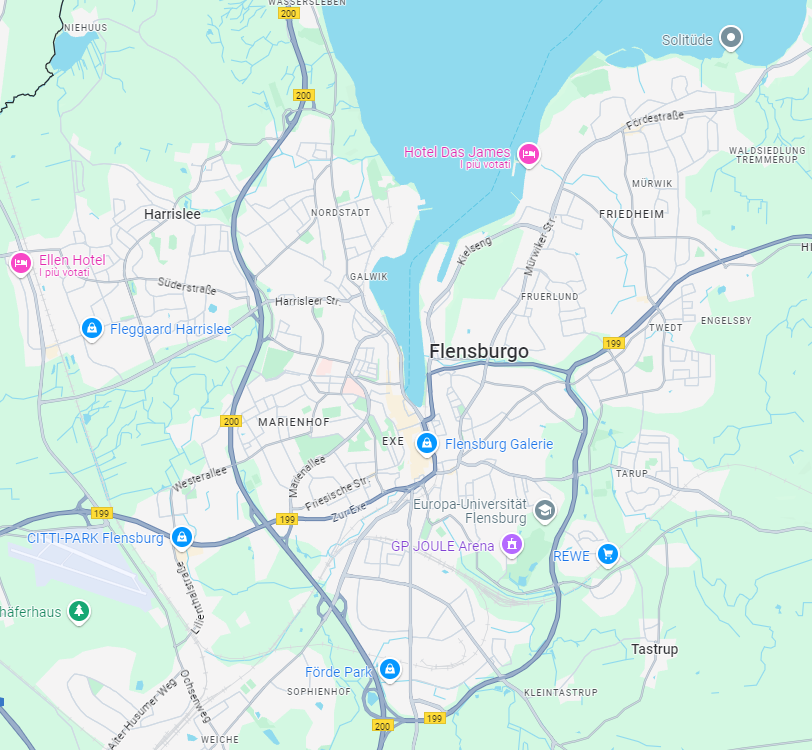 WASSERSLEBEN
200
NIEHUUS
Solitüde
200
Fördestraße
Hotel Das James
I più votati
WALDSIEDLUNG
TREMMERUP
MÜRWIK
Harrislee
NORDSTADT
FRIEDHEIM
Mürwiker Str.
Kielseng
Ellen Hotel
I più votati
GALWIK
Süderstraße
Harrisleer Str.
FRUERLUND
Fleggaard Harrislee
ENGELSBY
TWEDT
199
Flensburgo
200
MARIENHOF
EXE
Flensburg Galerie
Westerallee
Marienallee
TARUP
Friesische Str.
Zur Exe
Europa-Universität
Flensburg
199
199
CITTI-PARK Flensburg
GP JOULE Arena
REWE
Lilienthalstraße
häferhaus
Tastrup
Förde Park
Ochsenweg
SOPHIENHOF
KLEINTASTRUP
Alter Husumer Weg
199
200
WEICHE